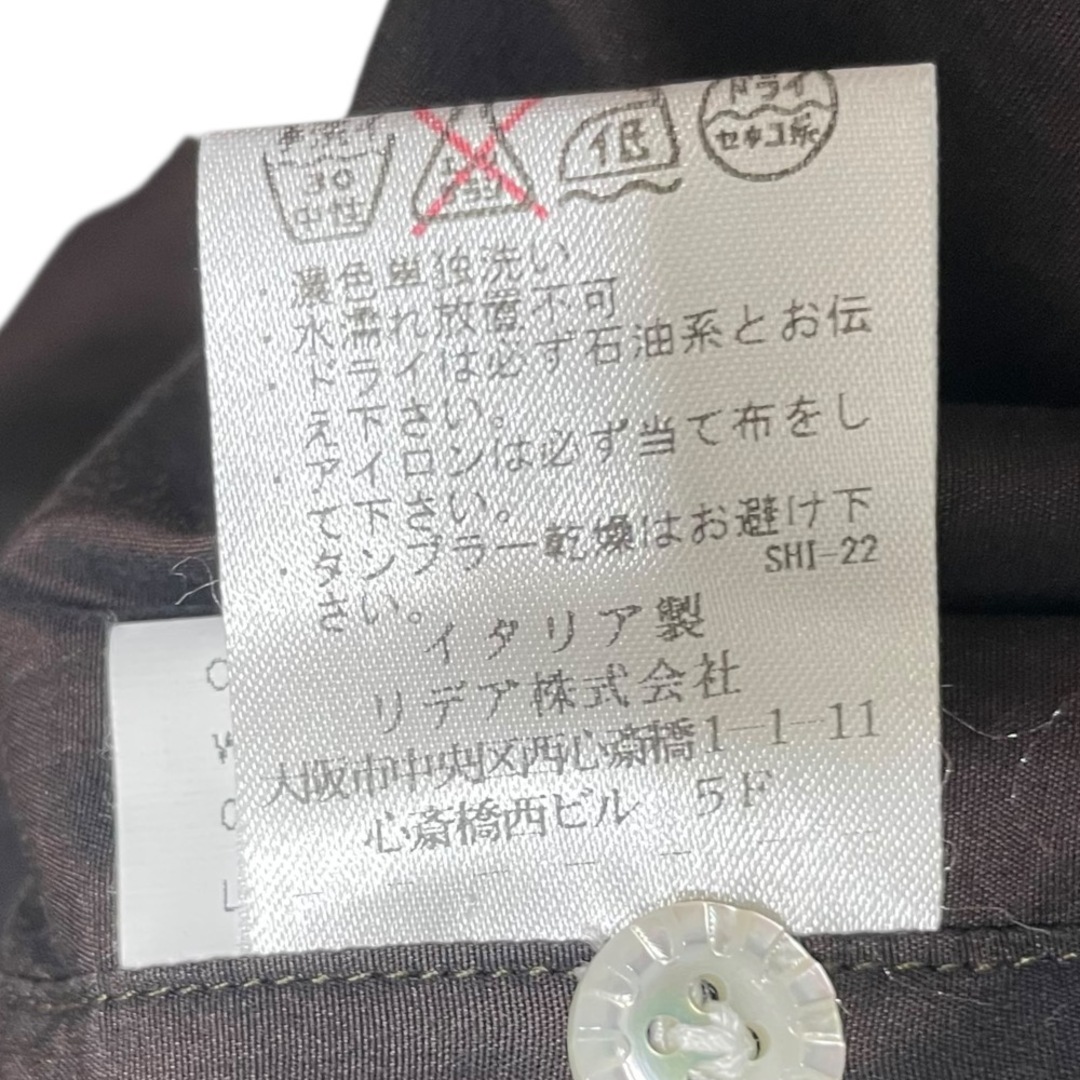 30
中性
低
ドライ
セキユ系
・濃色単独洗い
・水濡れ放置不可
・ドライは必ず石油系とお伝
え下さい。
・アイロンは必ず当て布をし
て下さい。
・タンブラー乾燥はお避け下
さい。
SHI-22
イタリア製
リデア株式会社
大阪市中央区西心斎橋1-1-11
心斎橋西ビル 5F
O
W
O
L